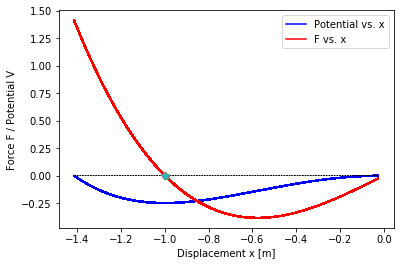 Potential vs. x
F vs. x
1.50
1.25
1.00
0.75
0.50
0.25
0.00
−0.25
Force F / Potential V
−1.4 −1.2 −1.0 −0.8 −0.6 −0.4 −0.2 0.0
Displacement x [m]